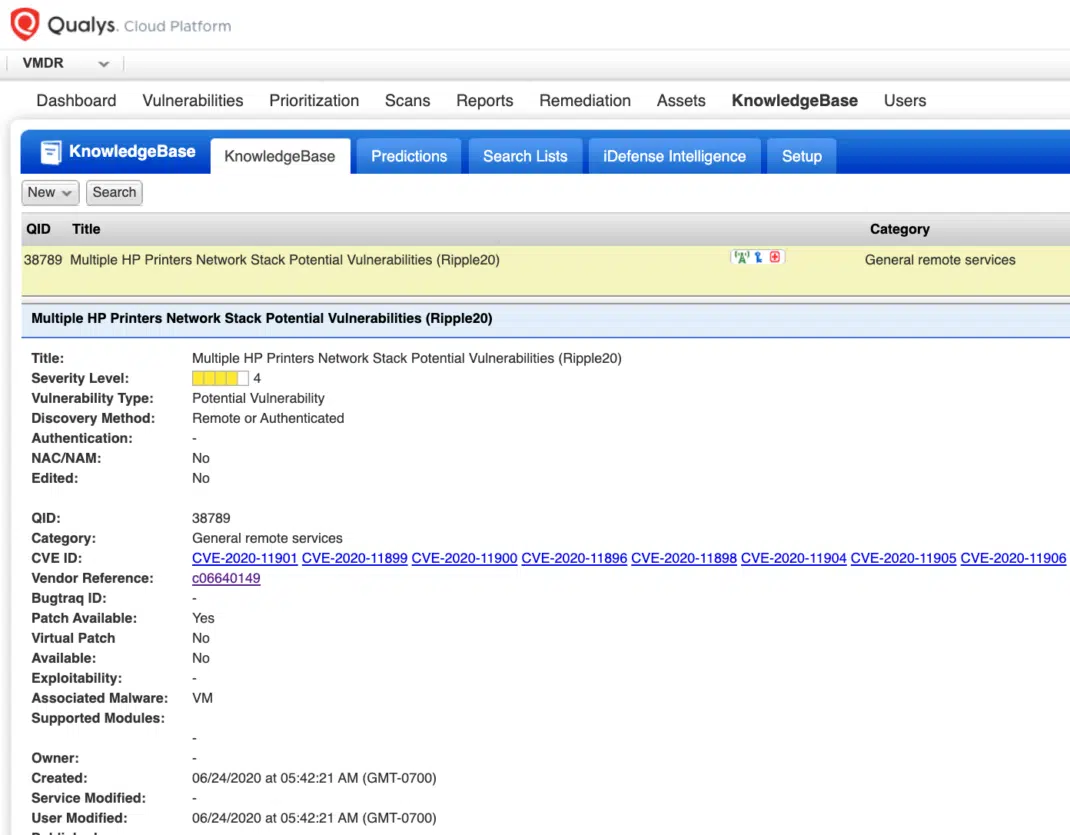 Qualys. Cloud Platform
VMDR
Dashboard Vulnerabilities Prioritization Scans Reports Remediation Assets KnowledgeBase Users
KnowledgeBase KnowledgeBase Predictions Search Lists iDefense Intelligence Setup
New Search
QID Title Category
38789 Multiple HP Printers Network Stack Potential Vulnerabilities (Ripple20) General remote services
Multiple HP Printers Network Stack Potential Vulnerabilities (Ripple20)
Title: Multiple HP Printers Network Stack Potential Vulnerabilities (Ripple20)
Severity Level: 4
Vulnerability Type: Potential Vulnerability
Discovery Method: Remote or Authenticated
Authentication: -
NAC/NAM: No
Edited: No
QID: 38789
Category: General remote services
CVE ID: CVE-2020-11901 CVE-2020-11899 CVE-2020-11900 CVE-2020-11896 CVE-2020-11898 CVE-2020-11904 CVE-2020-11905 CVE-2020-11906
Vendor Reference: c06640149
Bugtraq ID: -
Patch Available: Yes
Virtual Patch No
Available: No
Exploitability: -
Associated Malware: VM
Supported Modules:
-
Owner: -
Created: 06/24/2020 at 05:42:21 AM (GMT-0700)
Service Modified: -
User Modified: 06/24/2020 at 05:42:21 AM (GMT-0700)